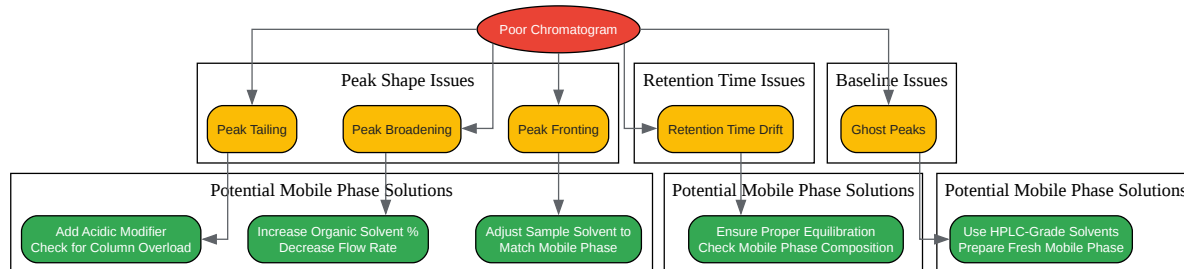 Poor Chromatogram
Peak Shape Issues
Retention Time Issues
Baseline Issues
Peak Tailing
Peak Broadening
Peak Fronting
Retention Time Drift
Ghost Peaks
Potential Mobile Phase Solutions
Potential Mobile Phase Solutions
Potential Mobile Phase Solutions
Add Acidic Modifier
Check for Column Overload
Increase Organic Solvent %
Decrease Flow Rate
Adjust Sample Solvent to
Match Mobile Phase
Ensure Proper Equilibration
Check Mobile Phase Composition
Use HPLC-Grade Solvents
Prepare Fresh Mobile Phase